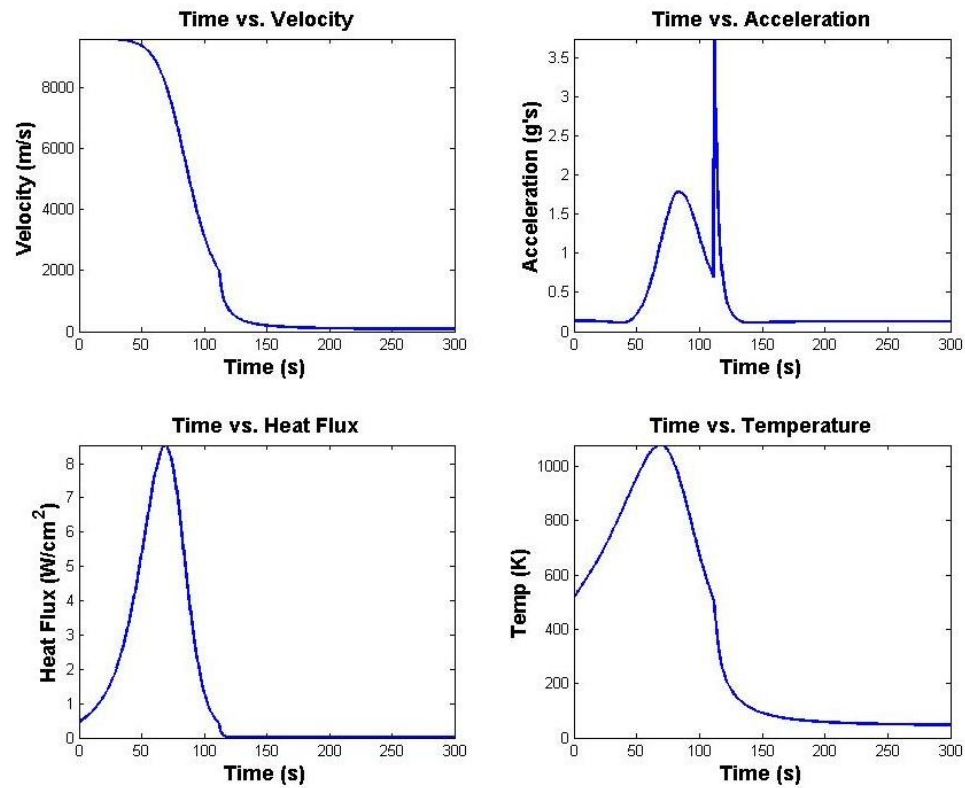 Time vs. Velocity
Velocity (m/s)
8000
6000
4000
2000
0
0 50 100 150 200 250 300
Time (s)
Time vs. Acceleration
Acceleration (g's)
3.5
3
2.5
2
1.5
1
0.5
0
0 50 100 150 200 250 300
Time (s)
Time vs. Heat Flux
Heat Flux (W/cm²)
8
7
6
5
4
3
2
1
0
0 50 100 150 200 250 300
Time (s)
Time vs. Temperature
Temp (K)
1000
800
600
400
200
0
0 50 100 150 200 250 300
Time (s)